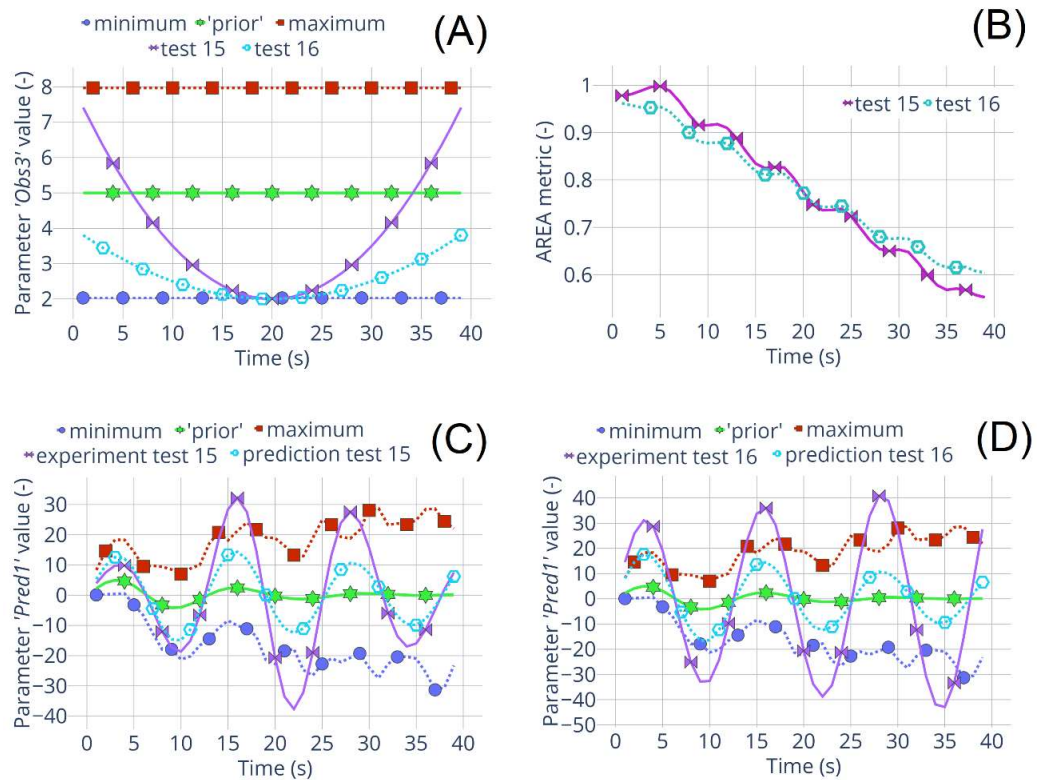 minimum 'prior' maximum
test 15 test 16
(A)
Parameter 'Obs3' value (-)
8
7
6
5
4
3
2
0 5 10 15 20 25 30 35 40
Time (s)
(B)
test 15 test 16
AREA metric (-)
1
0.9
0.8
0.7
0.6
0 5 10 15 20 25 30 35 40
Time (s)
minimum 'prior' maximum
experiment test 15 prediction test 15
(C)
Parameter 'Pred1' value (-)
30
20
10
0
−10
−20
−30
−40
0 5 10 15 20 25 30 35 40
Time (s)
minimum 'prior' maximum
experiment test 16 prediction test 16
(D)
Parameter 'Pred1' value (-)
40
30
20
10
0
−10
−20
−30
−40
−50
0 5 10 15 20 25 30 35 40
Time (s)